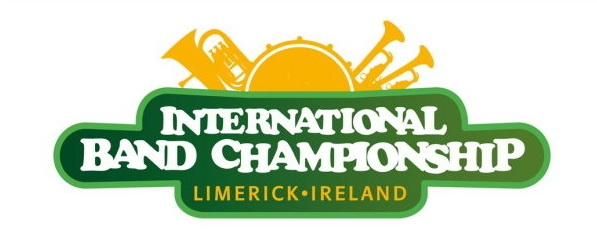 INTERNATIONAL
BAND CHAMPIONSHIP
LIMERICK•IRELAND